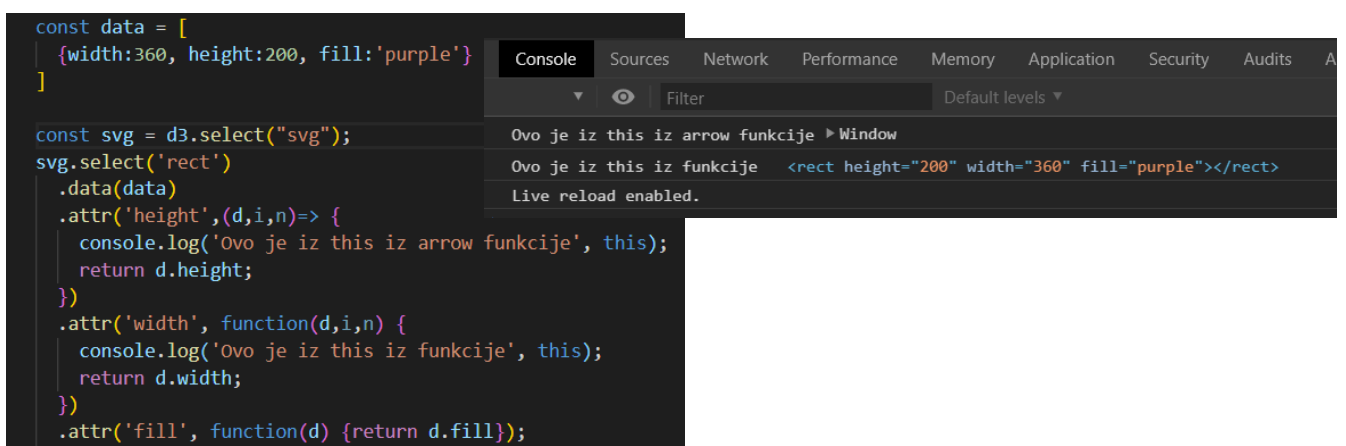 const data = [
{width:360, height:200, fill:'purple'}
]
const svg = d3.select("svg");
svg.select('rect')
.data(data)
.attr('height',(d,i,n)=> {
console.log('Ovo je iz this iz arrow funkcije', this);
return d.height;
})
.attr('width', function(d,i,n) {
console.log('Ovo je iz this iz funkcije', this);
return d.width;
})
.attr('fill', function(d) {return d.fill});
Console Sources Network Performance Memory Application Security Audits A
Filter Default levels ▼
Ovo je iz this iz arrow funkcije ▶Window
Ovo je iz this iz funkcije <rect height="200" width="360" fill="purple"></rect>
Live reload enabled.